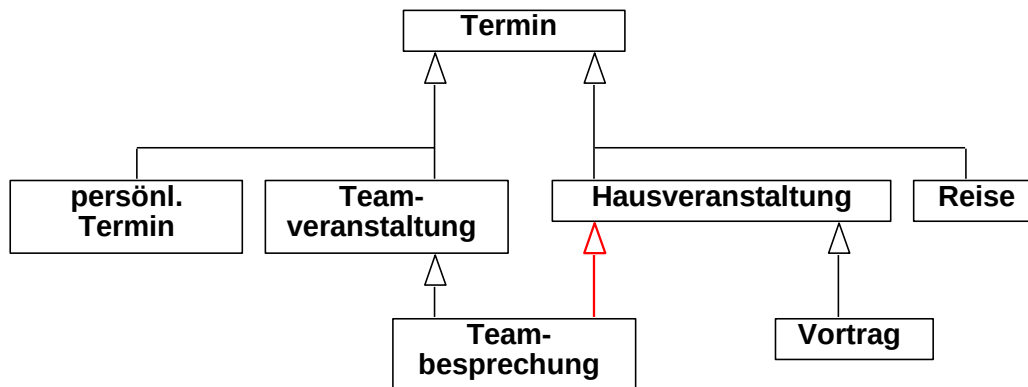 Termin
persönl.
Termin
Team-
veranstaltung
Hausveranstaltung
Reise
Team-
besprechung
Vortrag